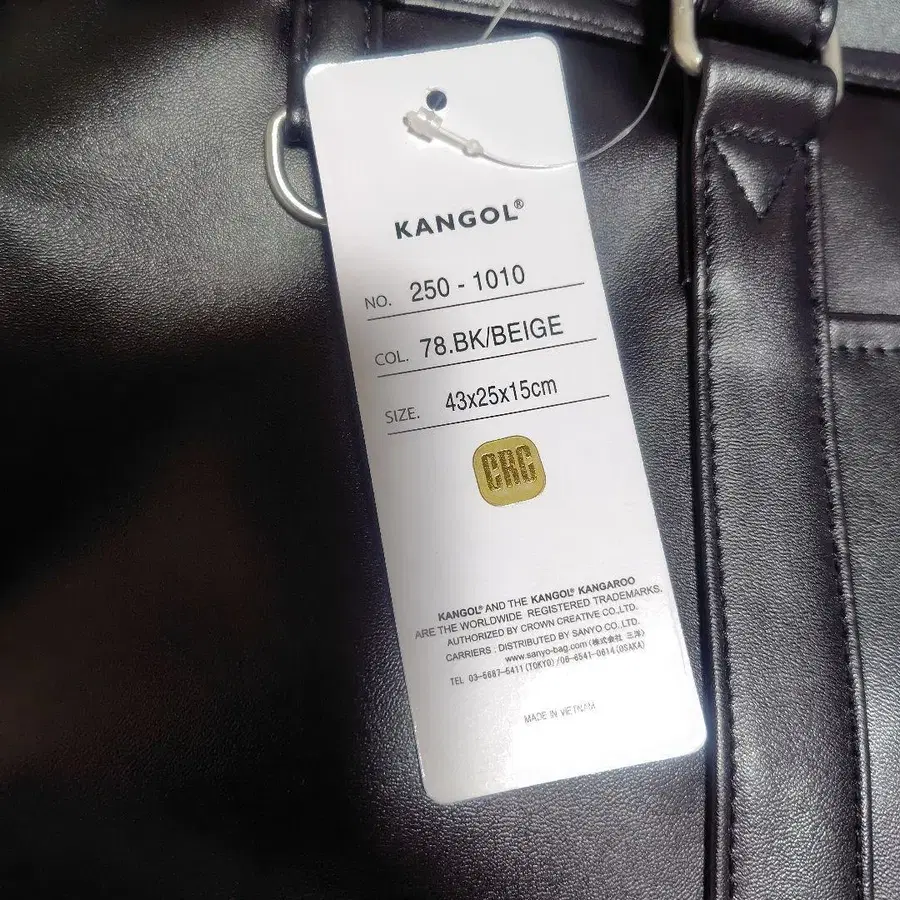 KANGOL®
NO. 250 - 1010
COL. 78.BK/BEIGE
SIZE. 43x25x15cm
CRC
KANGOL® AND THE KANGOL® KANGAROO
ARE THE WORLDWIDE REGISTERED TRADEMARKS.
AUTHORIZED BY CROWN CREATIVE CO.,LTD.
CARRIERS : DISTRIBUTED BY SANYO CO.,LTD.
www.sanyo-bag.com (株式会社 三洋)
TEL 03-5687-5411(TOKYO)/06-6541-0614(OSAKA)
MADE IN VIETNAM